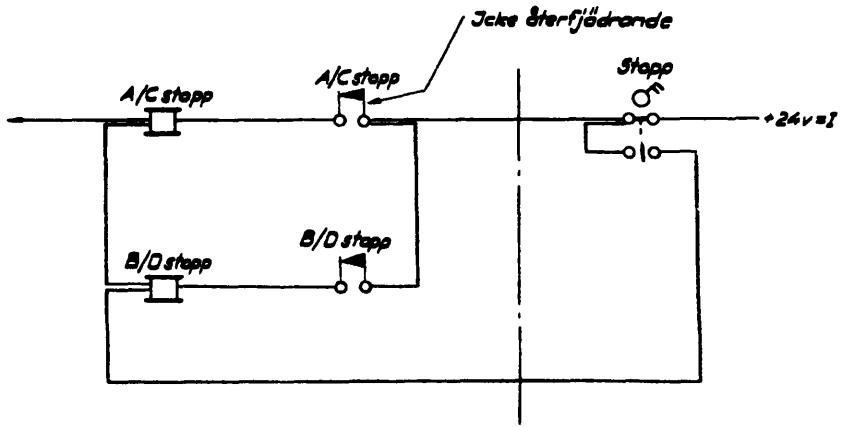 Icke återfjädrande
A/C stopp
Stopp
A/C stopp
+24v=I
B/D stopp
B/D stopp